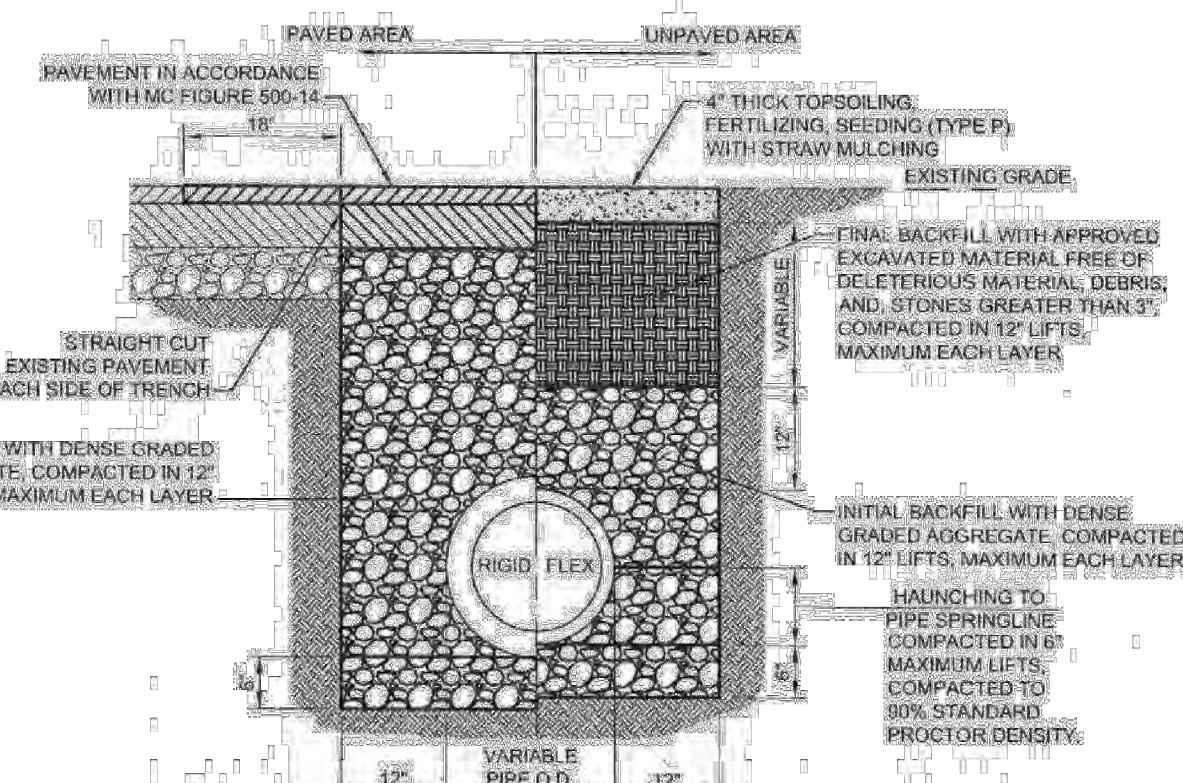 PAVED AREA
UNPAVED AREA
PAVEMENT IN ACCORDANCE
WITH MC FIGURE 500-14
18"
4" THICK TOPSOILING,
FERTILIZING, SEEDING (TYPE P)
WITH STRAW MULCHING
EXISTING GRADE
FINAL BACKFILL WITH APPROVED
EXCAVATED MATERIAL FREE OF
DELETERIOUS MATERIAL, DEBRIS,
AND, STONES GREATER THAN 3",
COMPACTED IN 12" LIFTS,
MAXIMUM EACH LAYER
VARIABLE
STRAIGHT CUT
EXISTING PAVEMENT
ACH SIDE OF TRENCH
12"
WITH DENSE GRADED
TE, COMPACTED IN 12"
MAXIMUM EACH LAYER
INITIAL BACKFILL WITH DENSE
GRADED AGGREGATE, COMPACTED
IN 12" LIFTS, MAXIMUM EACH LAYER
RIGID
FLEX
HAUNCHING TO
PIPE SPRINGLINE
COMPACTED IN 6"
MAXIMUM LIFTS,
COMPACTED TO
90% STANDARD
PROCTOR DENSITY.
6"
VARIABLE
PIPE O.D.
12"
12"